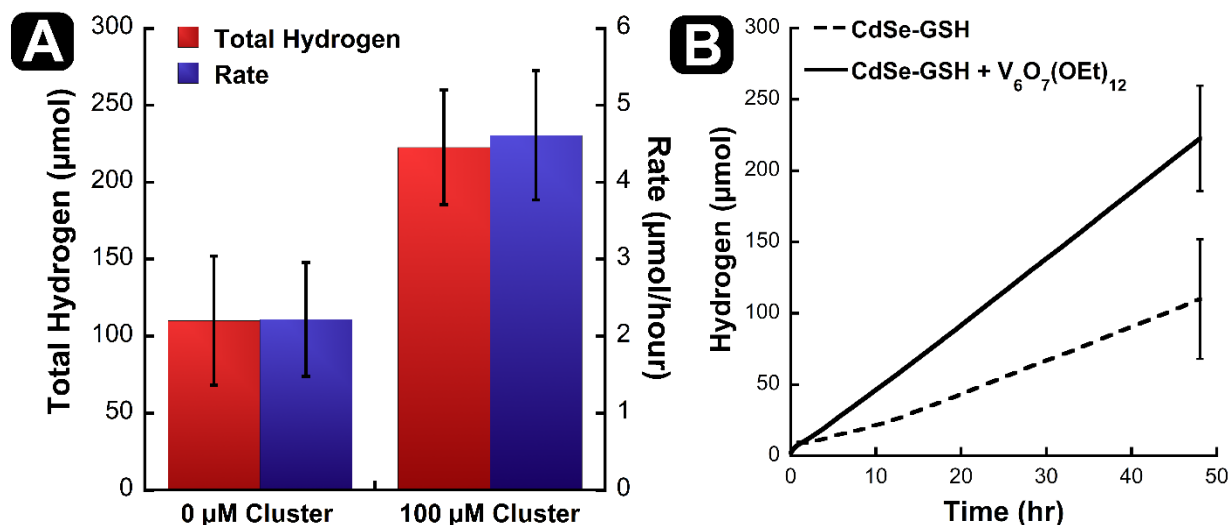 A
Total Hydrogen
Rate
Total Hydrogen (µmol)
300
250
200
150
100
50
0
6
5
4
3
2
1
0
Rate (µmol/hour)
0 µM Cluster
100 µM Cluster
B
CdSe-GSH
CdSe-GSH + V₆O₇(OEt)₁₂
Hydrogen (µmol)
300
250
200
150
100
50
0
0
10
20
30
40
50
Time (hr)